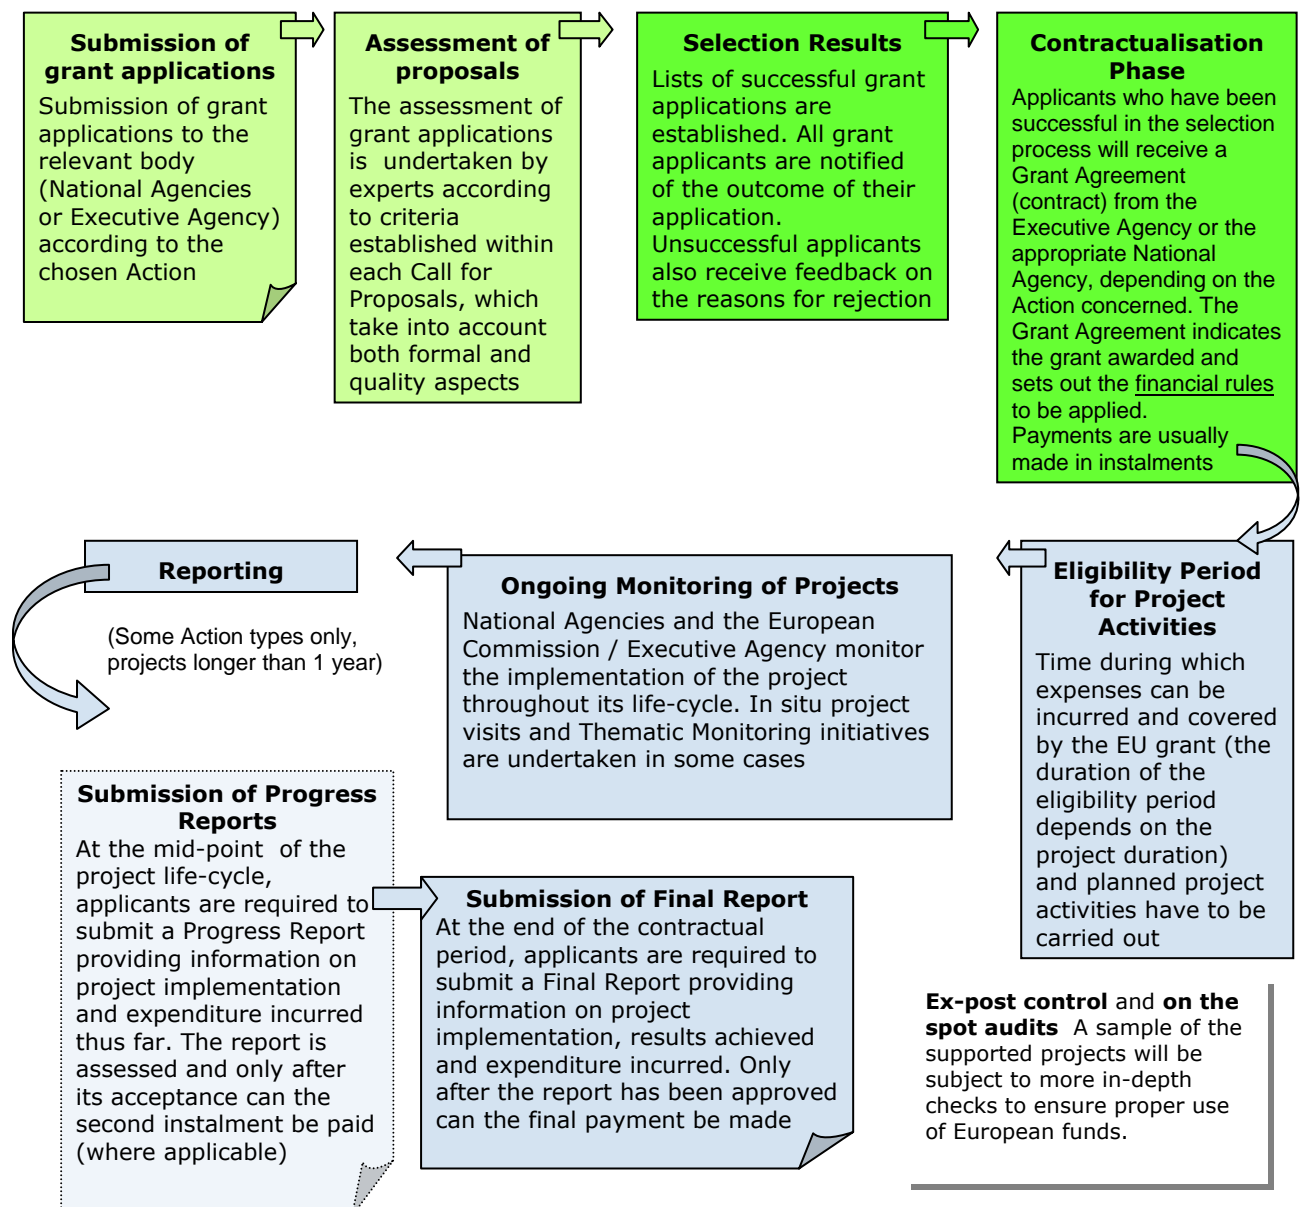 Submission of
grant applications
Submission of grant
applications to the
relevant body
(National Agencies
or Executive Agency)
according to the
chosen Action
Assessment of
proposals
The assessment of
grant applications
is undertaken by
experts according
to criteria
established within
each Call for
Proposals, which
take into account
both formal and
quality aspects
Selection Results
Lists of successful grant
applications are
established. All grant
applicants are notified
of the outcome of their
application.
Unsuccessful applicants
also receive feedback on
the reasons for rejection
Contractualisation
Phase
Applicants who have been
successful in the selection
process will receive a
Grant Agreement
(contract) from the
Executive Agency or the
appropriate National
Agency, depending on the
Action concerned. The
Grant Agreement indicates
the grant awarded and
sets out the financial rules
to be applied.
Payments are usually
made in instalments
Eligibility Period
for Project
Activities
Time during which
expenses can be
incurred and covered
by the EU grant (the
duration of the
eligibility period
depends on the
project duration)
and planned project
activities have to be
carried out
Ongoing Monitoring of Projects
National Agencies and the European
Commission / Executive Agency monitor
the implementation of the project
throughout its life-cycle. In situ project
visits and Thematic Monitoring initiatives
are undertaken in some cases
Reporting
(Some Action types only,
projects longer than 1 year)
Submission of Progress
Reports
At the mid-point of the
project life-cycle,
applicants are required to
submit a Progress Report
providing information on
project implementation
and expenditure incurred
thus far. The report is
assessed and only after
its acceptance can the
second instalment be paid
(where applicable)
Submission of Final Report
At the end of the contractual
period, applicants are required to
submit a Final Report providing
information on project
implementation, results achieved
and expenditure incurred. Only
after the report has been approved
can the final payment be made
Ex-post control and on the
spot audits A sample of the
supported projects will be
subject to more in-depth
checks to ensure proper use
of European funds.